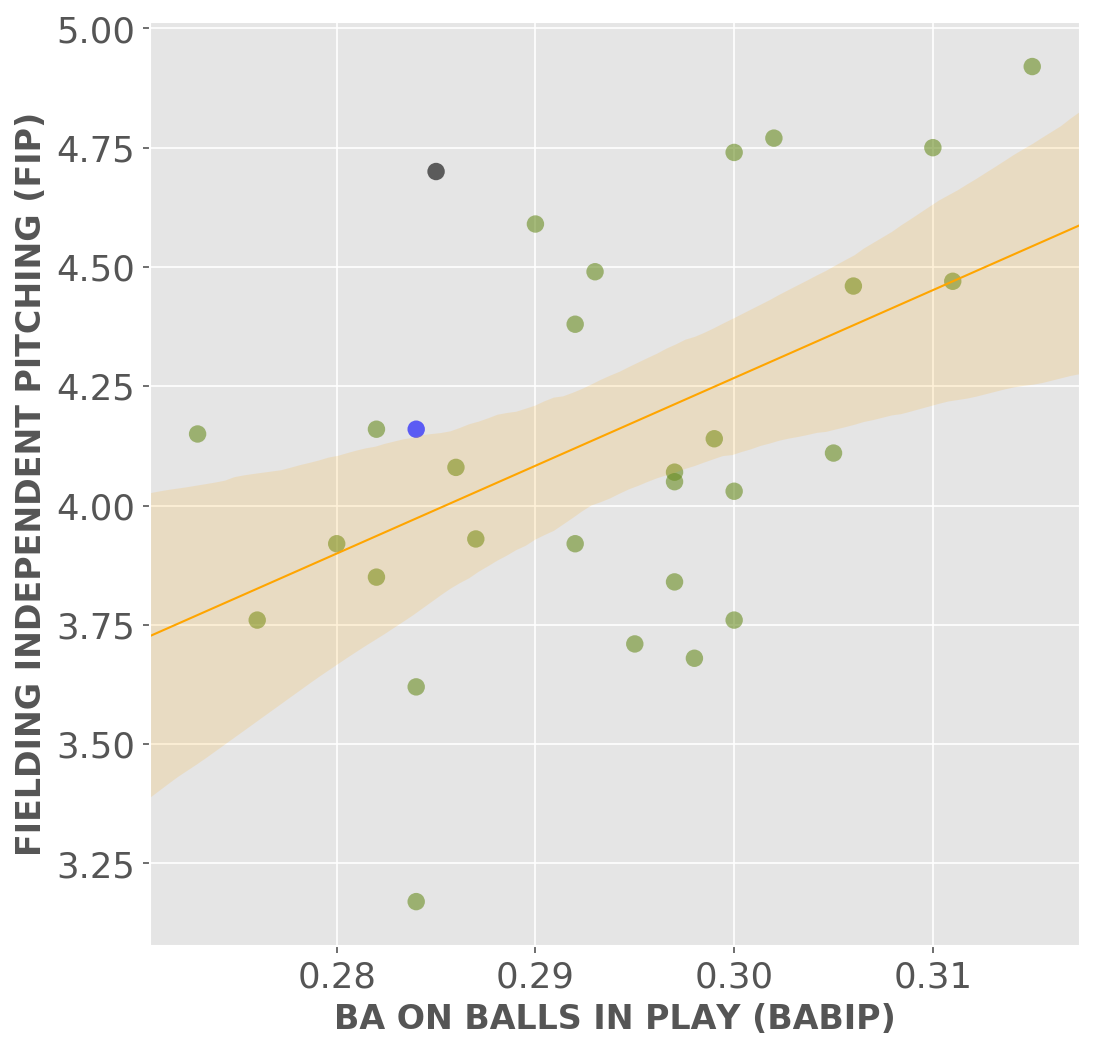 5.00
4.75
4.50
4.25
4.00
3.75
3.50
3.25
FIELDING INDEPENDENT PITCHING (FIP)
0.28 0.29 0.30 0.31
BA ON BALLS IN PLAY (BABIP)